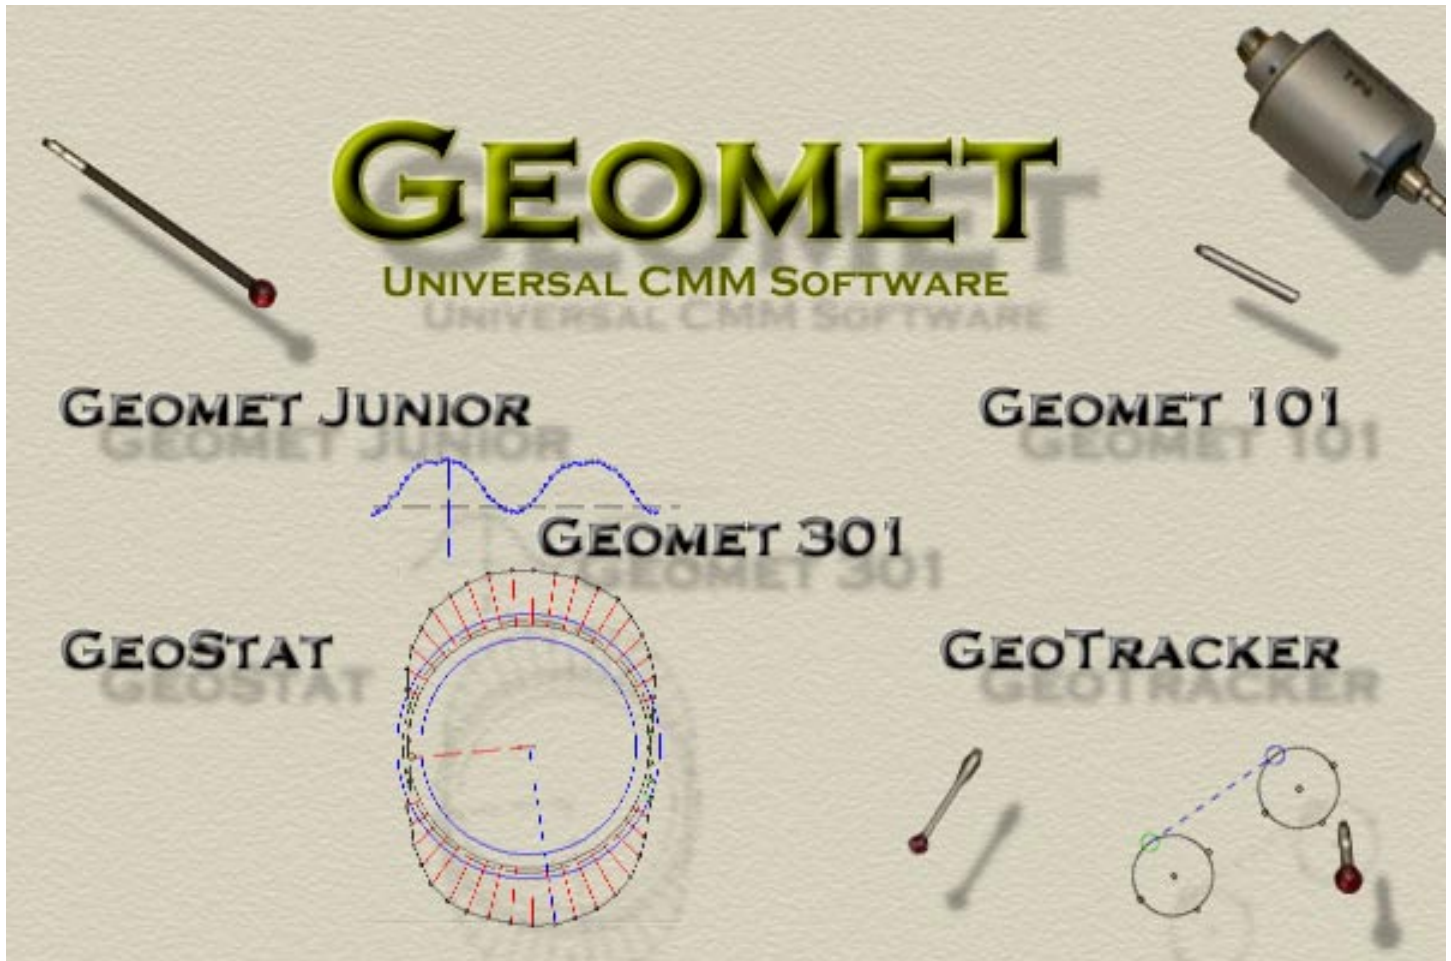 GEOMET
UNIVERSAL CMM SOFTWARE
GEOMET JUNIOR
GEOMET 101
GEOMET 301
GEOSTAT
GEOTRACKER